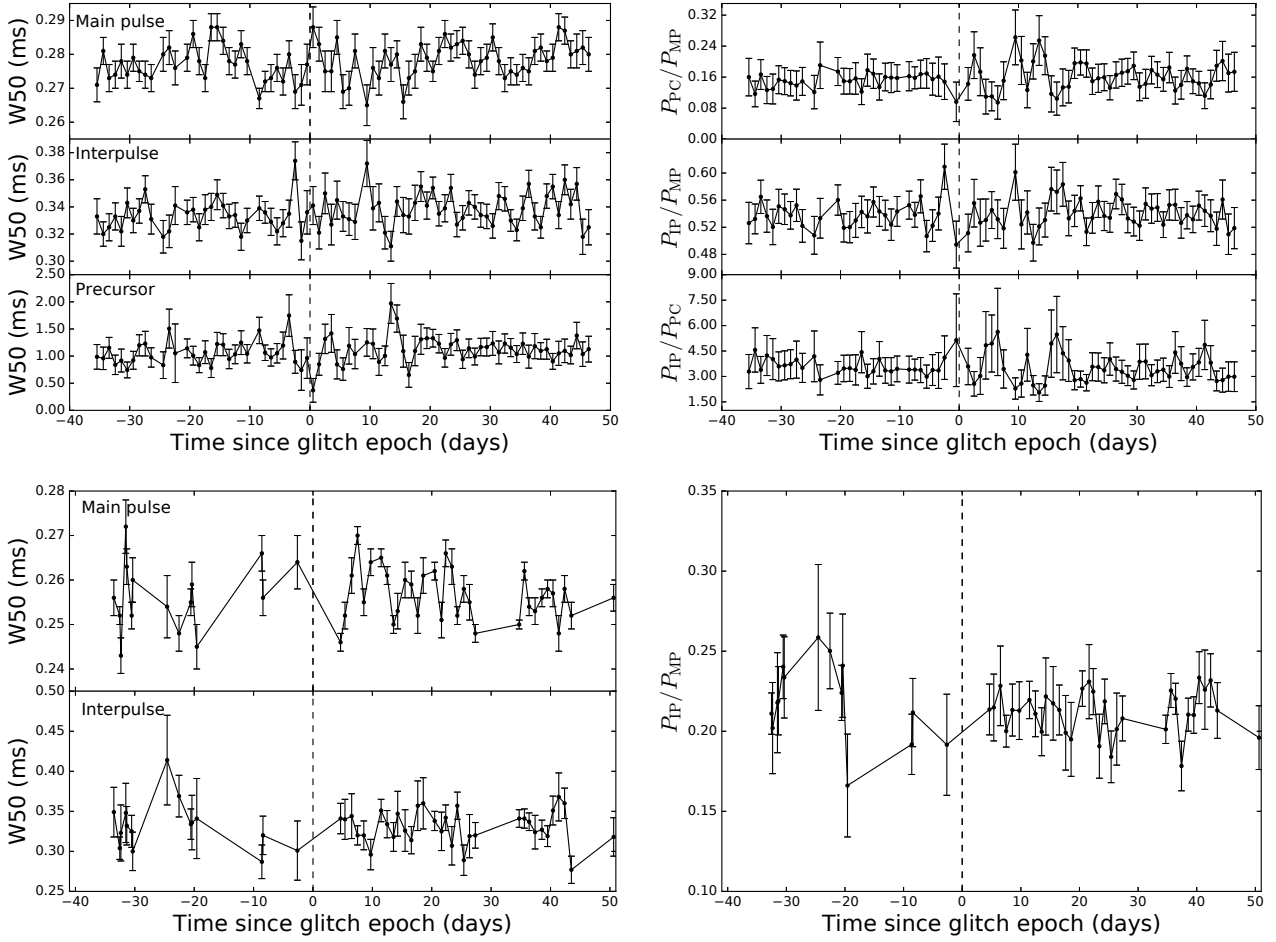 Main pulse
W50 (ms)
0.29
0.28
0.27
0.26
Interpulse
W50 (ms)
0.38
0.36
0.34
0.32
0.30
Precursor
W50 (ms)
2.50
2.00
1.50
1.00
0.50
0.00
−40 −30 −20 −10 0 10 20 30 40 50
Time since glitch epoch (days)
P_PC/P_MP
0.32
0.24
0.16
0.08
0.00
P_IP/P_MP
0.60
0.56
0.52
0.48
P_IP/P_PC
9.00
7.50
6.00
4.50
3.00
1.50
−40 −30 −20 −10 0 10 20 30 40 50
Time since glitch epoch (days)
Main pulse
W50 (ms)
0.28
0.27
0.26
0.25
0.24
Interpulse
W50 (ms)
0.50
0.45
0.40
0.35
0.30
0.25
−40 −30 −20 −10 0 10 20 30 40 50
Time since glitch epoch (days)
P_IP/P_MP
0.35
0.30
0.25
0.20
0.15
0.10
−40 −30 −20 −10 0 10 20 30 40 50
Time since glitch epoch (days)